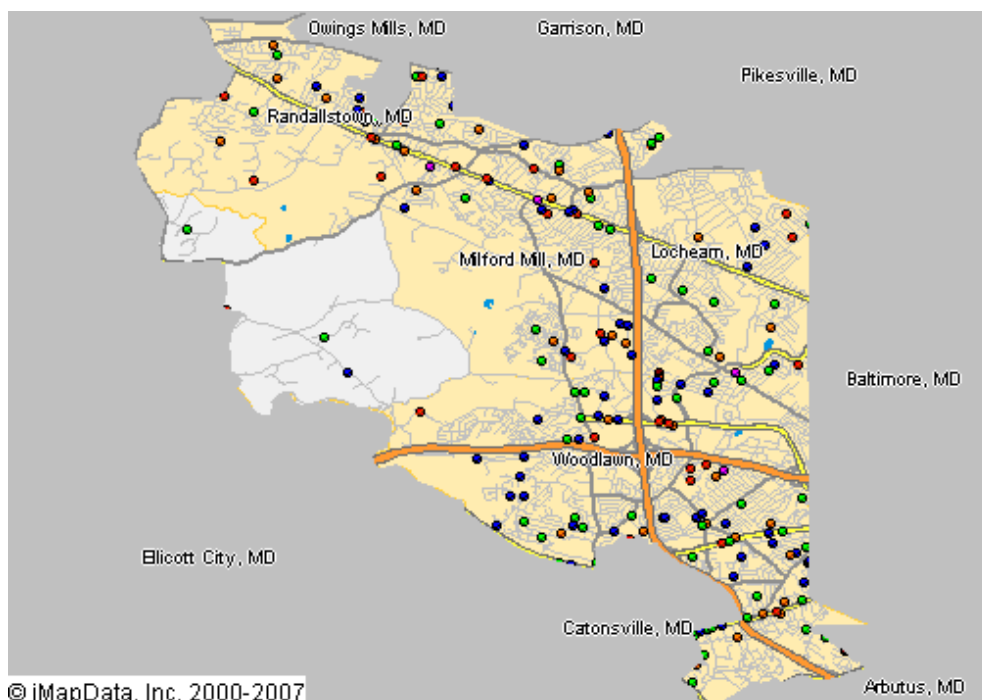 Owings Mills, MD
Garrison, MD
Pikesville, MD
Randallstown, MD
Milford Mill, MD
Lochearn, MD
Baltimore, MD
Woodlawn, MD
Ellicott City, MD
Catonsville, MD
Arbutus, MD
© iMapData, Inc. 2000-2007